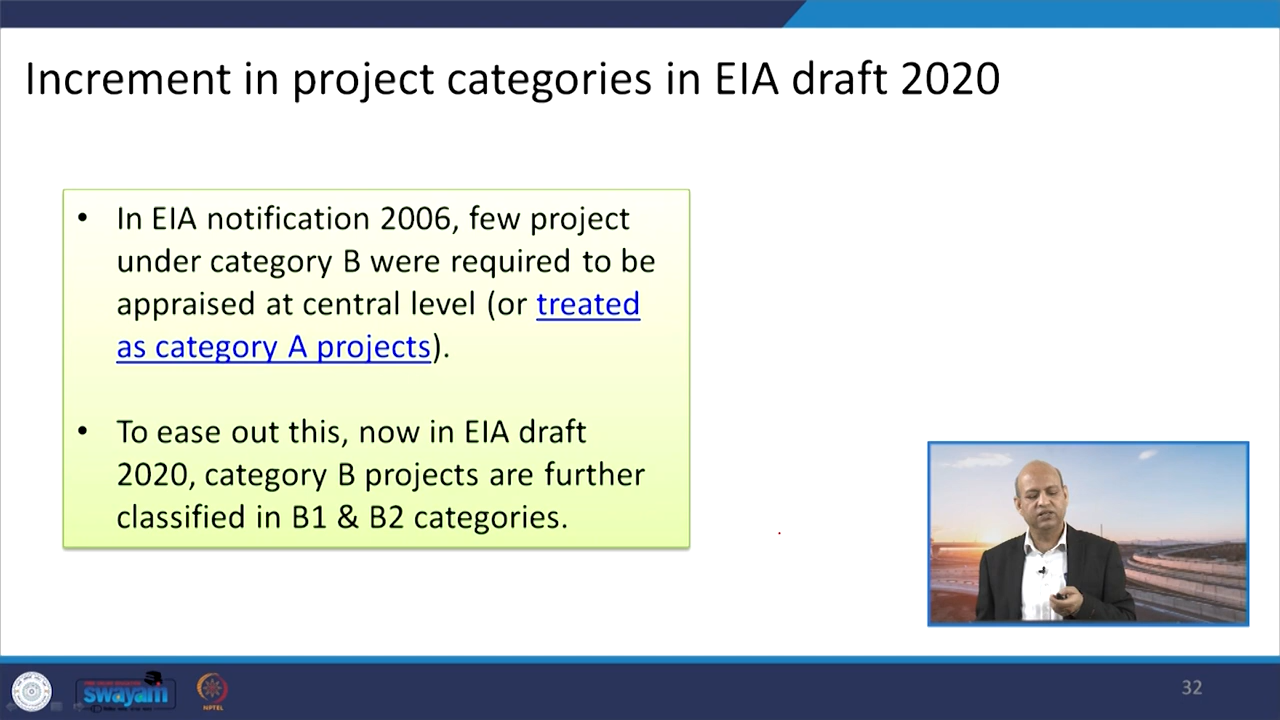 Increment in project categories in EIA draft 2020
• In EIA notification 2006, few project
under category B were required to be
appraised at central level (or treated
as category A projects).
• To ease out this, now in EIA draft
2020, category B projects are further
classified in B1 & B2 categories.
swayam
NPTEL
32